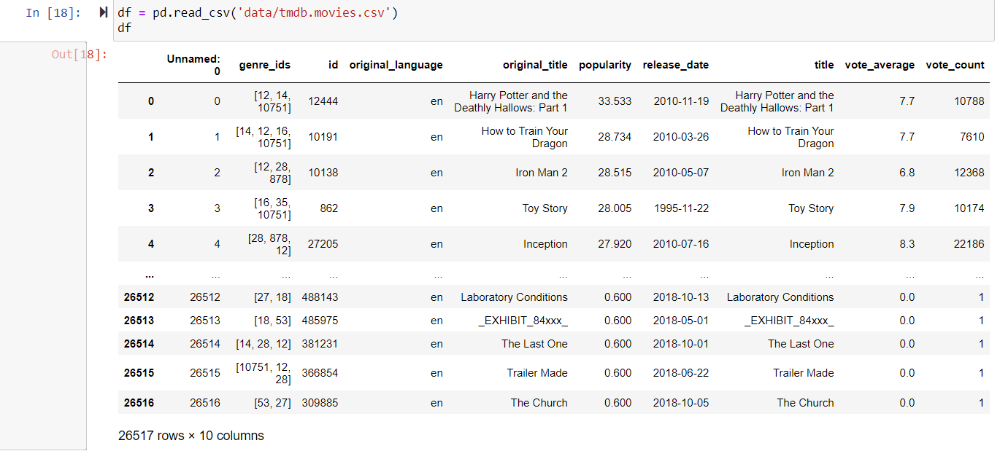 In [18]: df = pd.read_csv('data/tmdb.movies.csv')
df
Out[18]:
Unnamed: 0 genre_ids id original_language original_title popularity release_date title vote_average vote_count
0 0 [12, 14, 10751] 12444 en Harry Potter and the Deathly Hallows: Part 1 33.533 2010-11-19 Harry Potter and the Deathly Hallows: Part 1 7.7 10788
1 1 [14, 12, 16, 10751] 10191 en How to Train Your Dragon 28.734 2010-03-26 How to Train Your Dragon 7.7 7610
2 2 [12, 28, 878] 10138 en Iron Man 2 28.515 2010-05-07 Iron Man 2 6.8 12368
3 3 [16, 35, 10751] 862 en Toy Story 28.005 1995-11-22 Toy Story 7.9 10174
4 4 [28, 878, 12] 27205 en Inception 27.920 2010-07-16 Inception 8.3 22186
... ... ... ... ... ... ... ... ... ... ...
26512 26512 [27, 18] 488143 en Laboratory Conditions 0.600 2018-10-13 Laboratory Conditions 0.0 1
26513 26513 [18, 53] 485975 en _EXHIBIT_84xxx_ 0.600 2018-05-01 _EXHIBIT_84xxx_ 0.0 1
26514 26514 [14, 28, 12] 381231 en The Last One 0.600 2018-10-01 The Last One 0.0 1
26515 26515 [10751, 12, 28] 366854 en Trailer Made 0.600 2018-06-22 Trailer Made 0.0 1
26516 26516 [53, 27] 309885 en The Church 0.600 2018-10-05 The Church 0.0 1
26517 rows × 10 columns